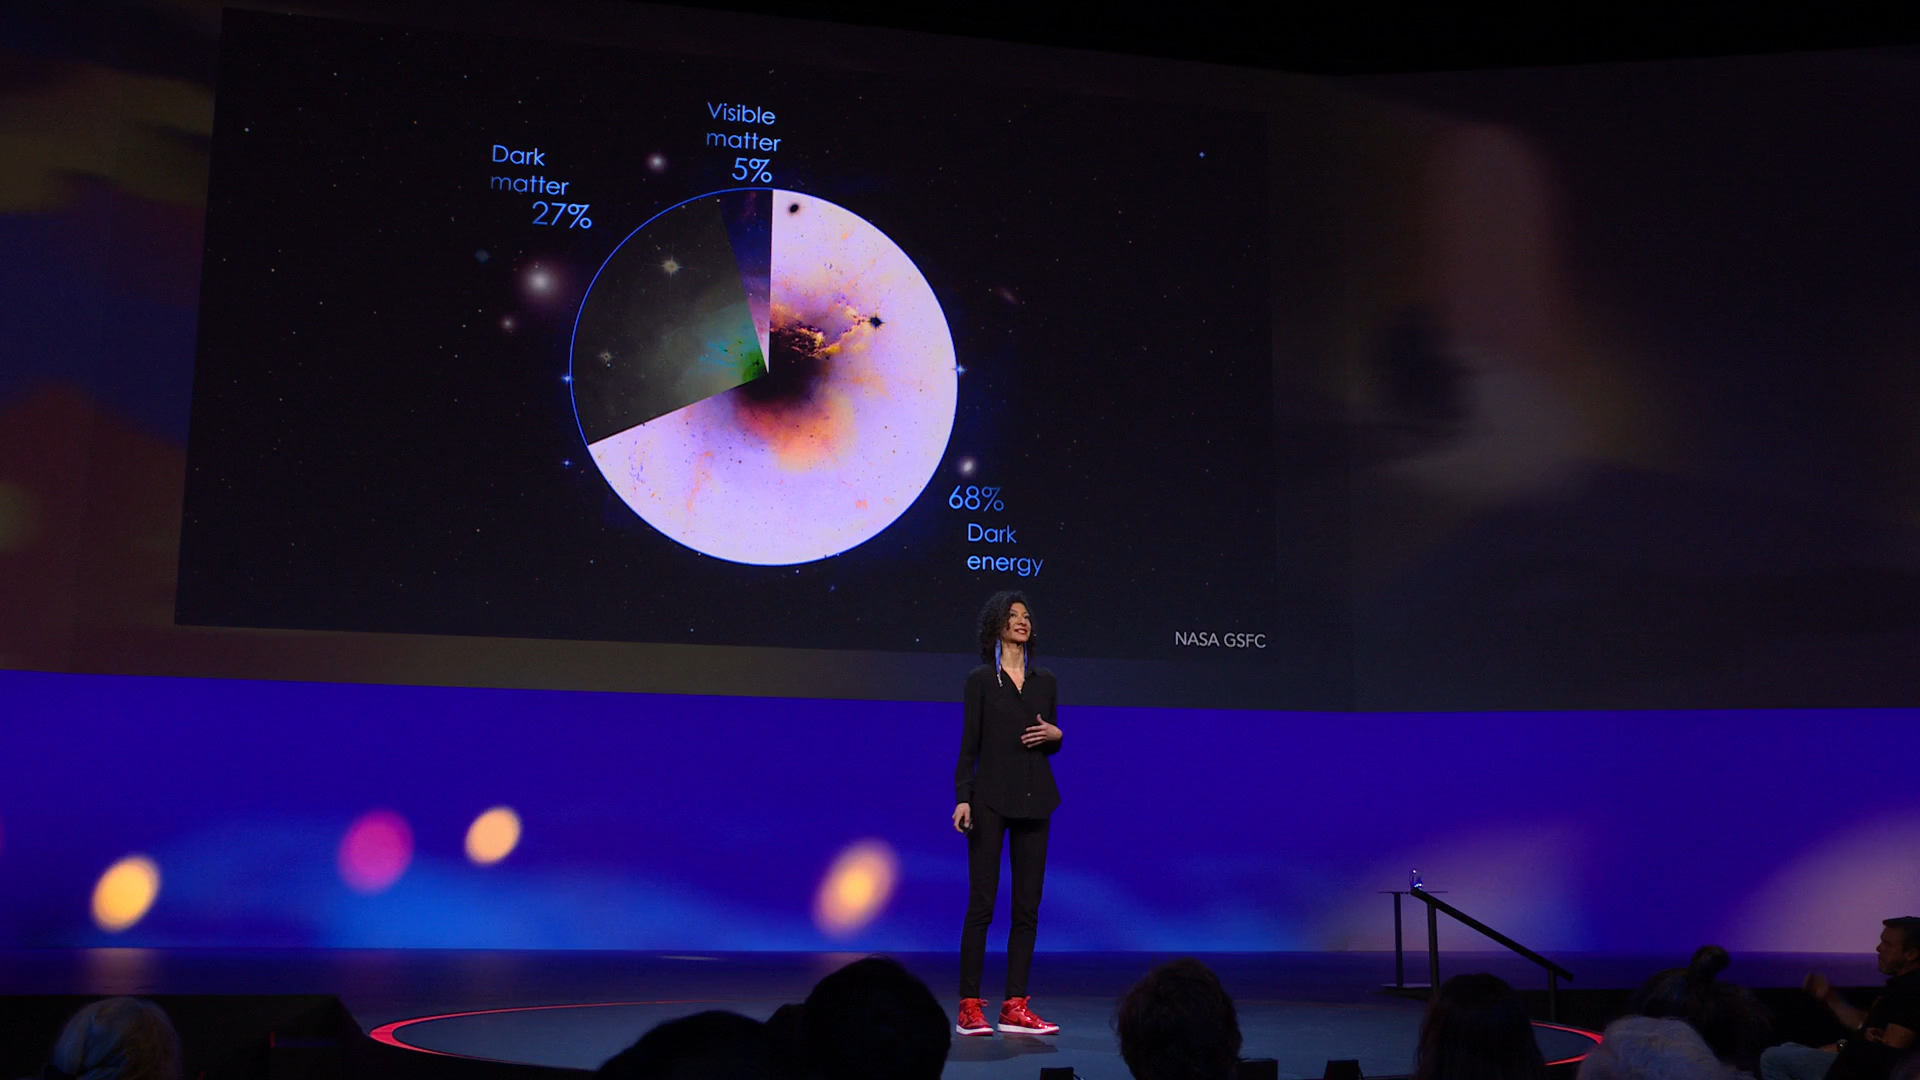 Visible
matter
5%
Dark
matter
27%
68%
Dark
energy
NASA GSFC